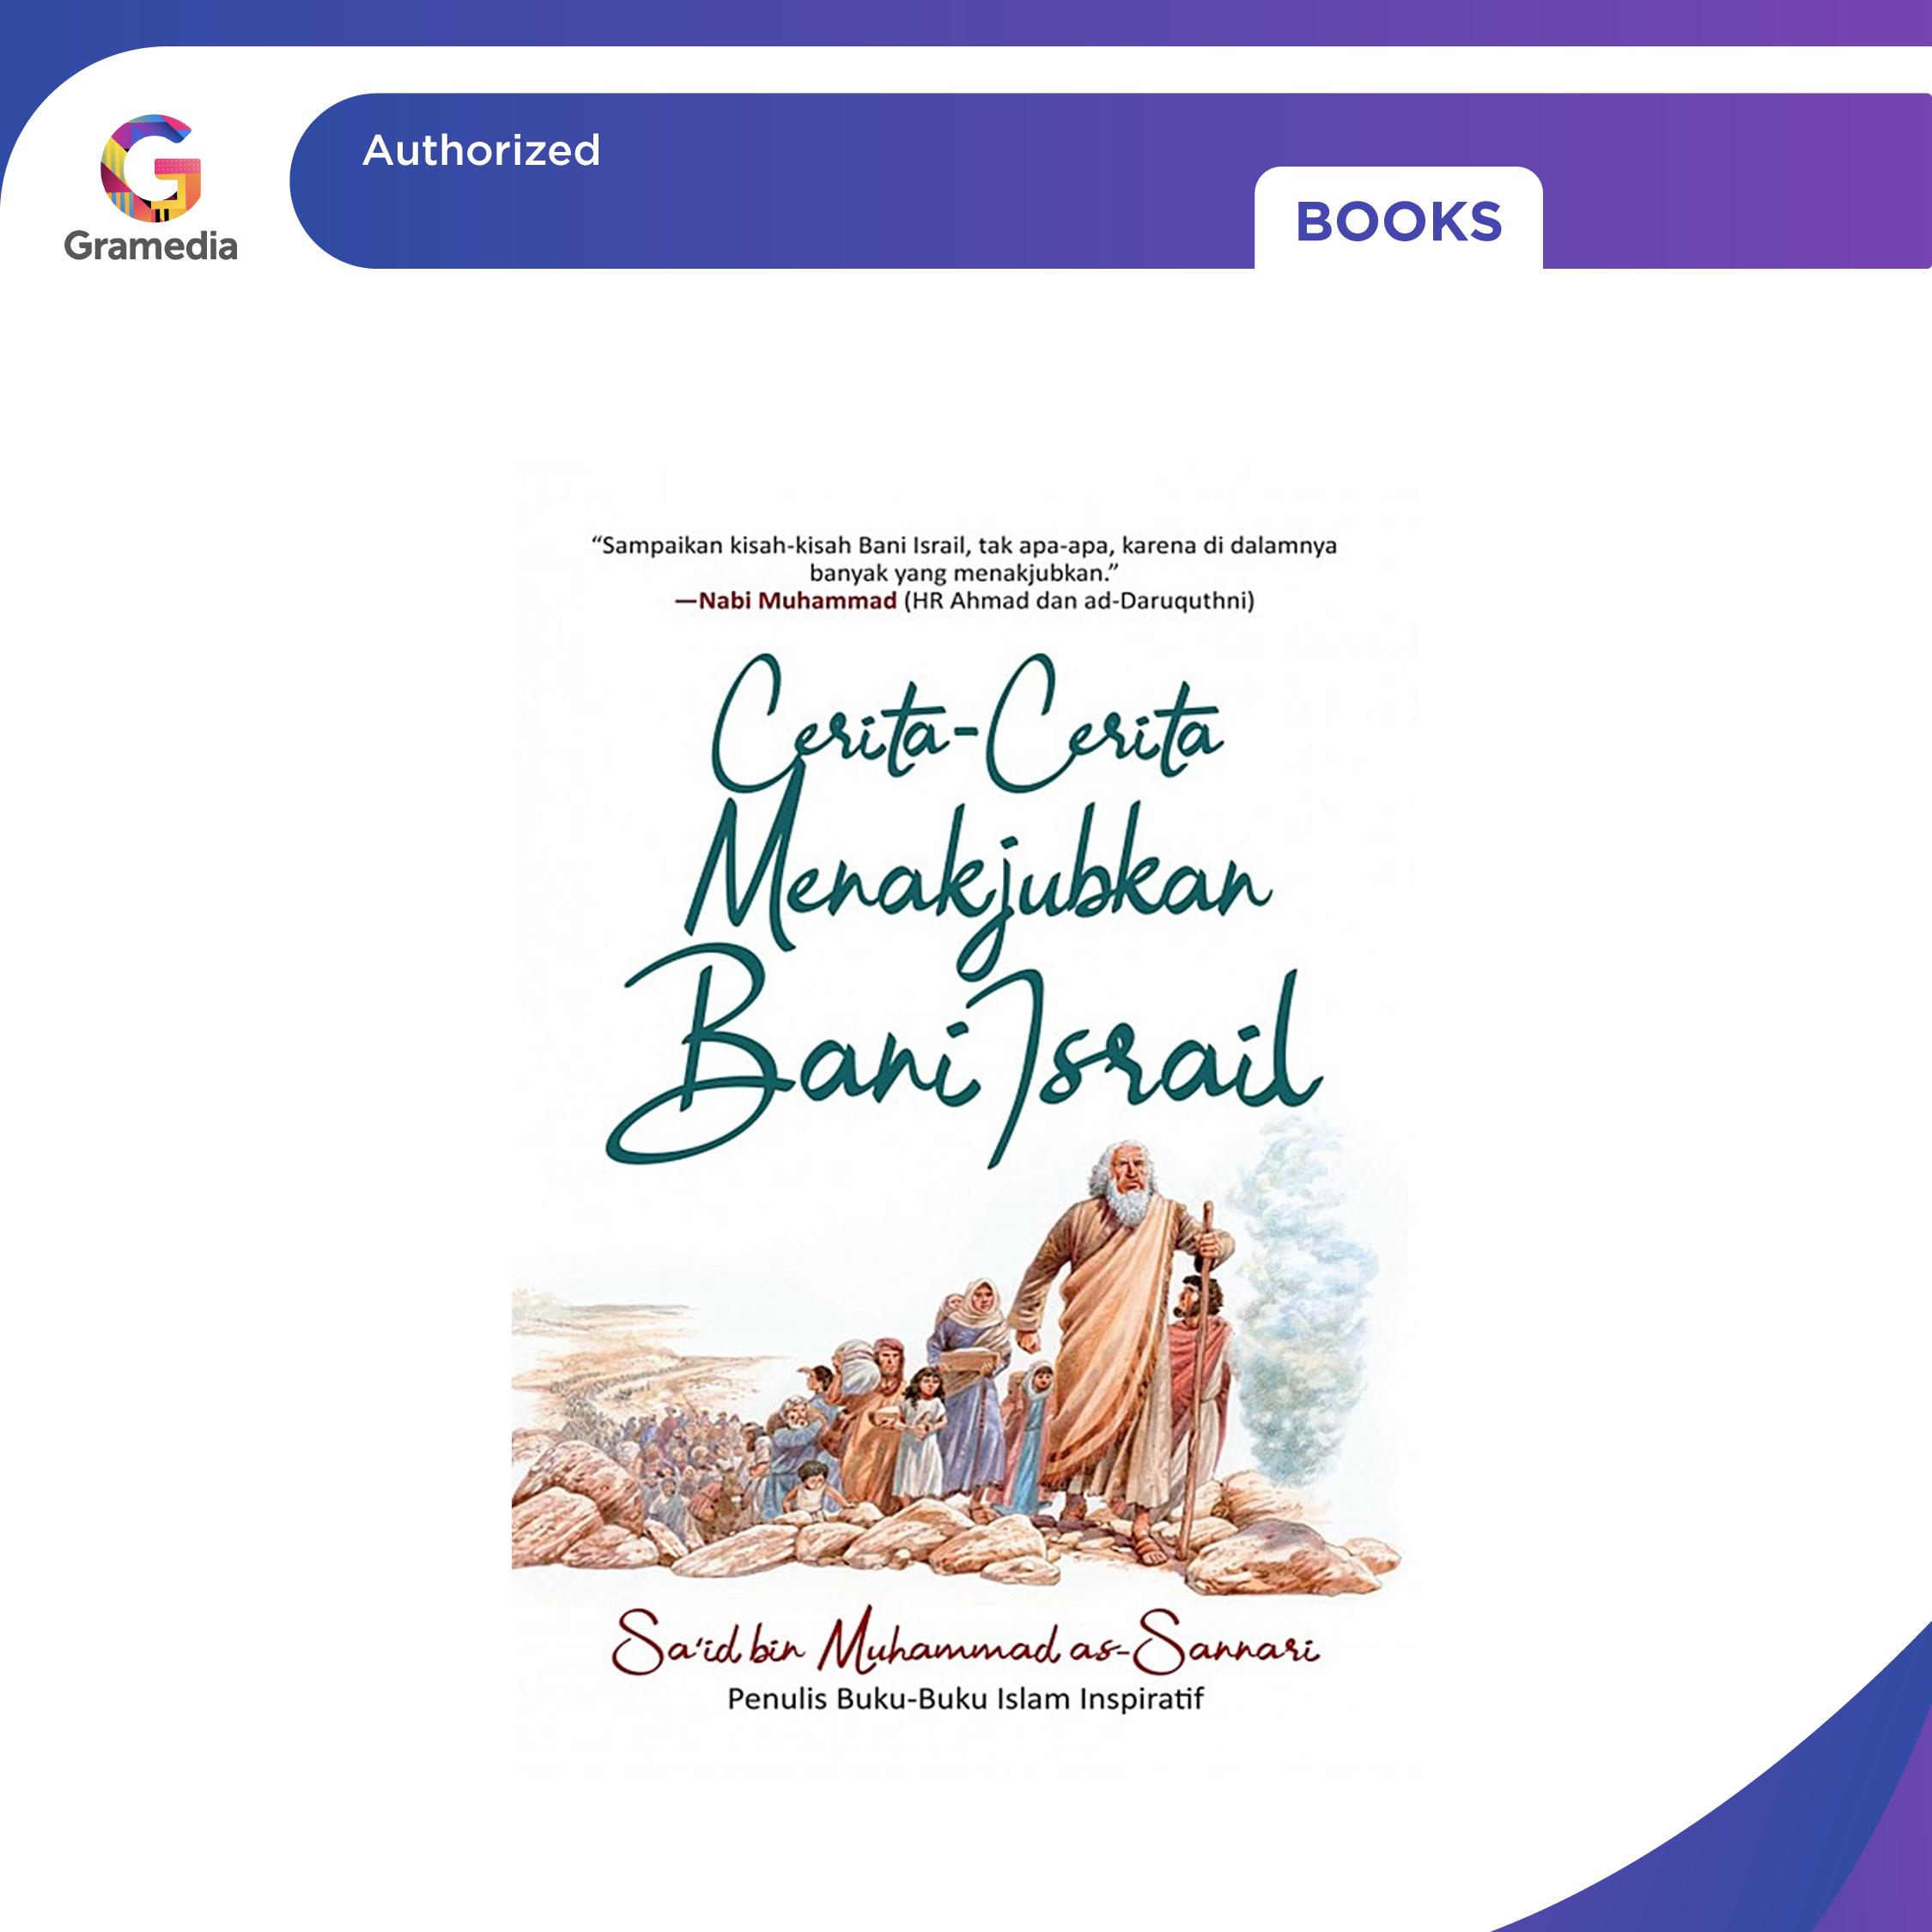 Gramedia
Authorized
BOOKS
“Sampaikan kisah-kisah Bani Israil, tak apa-apa, karena di dalamnya
banyak yang menakjubkan.”
—Nabi Muhammad (HR Ahmad dan ad-Daruquthni)
Cerita-Cerita
Menakjubkan
Bani Israil
Sa‘id bin Muhammad as-Sannari
Penulis Buku-Buku Islam Inspiratif